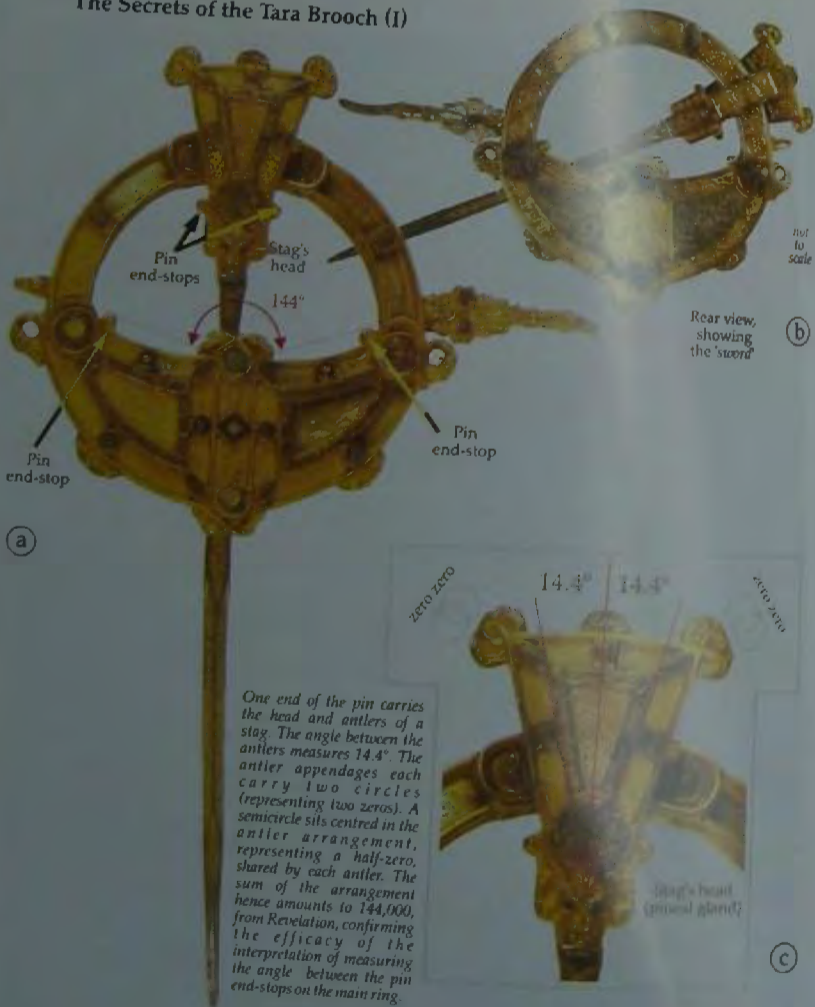 The Secrets of the Tara Brooch (I)
Pin
end-stops
Stag's
head
144°
not
to
scale
Rear view,
showing
the 'sword'
b
Pin
end-stop
Pin
end-stop
a
zero zero
14.4°
14.4°
zero zero
One end of the pin carries
the head and antlers of a
stag. The angle between the
antlers measures 14.4°. The
antler appendages each
carry two circles
(representing two zeros). A
semicircle sits centred in the
antler arrangement,
representing a half-zero,
shared by each antler. The
sum of the arrangement
hence amounts to 144,000,
from Revelation, confirming
the efficacy of the
interpretation of measuring
the angle between the pin
end-stops on the main ring.
Stag's head
(pineal gland)
c